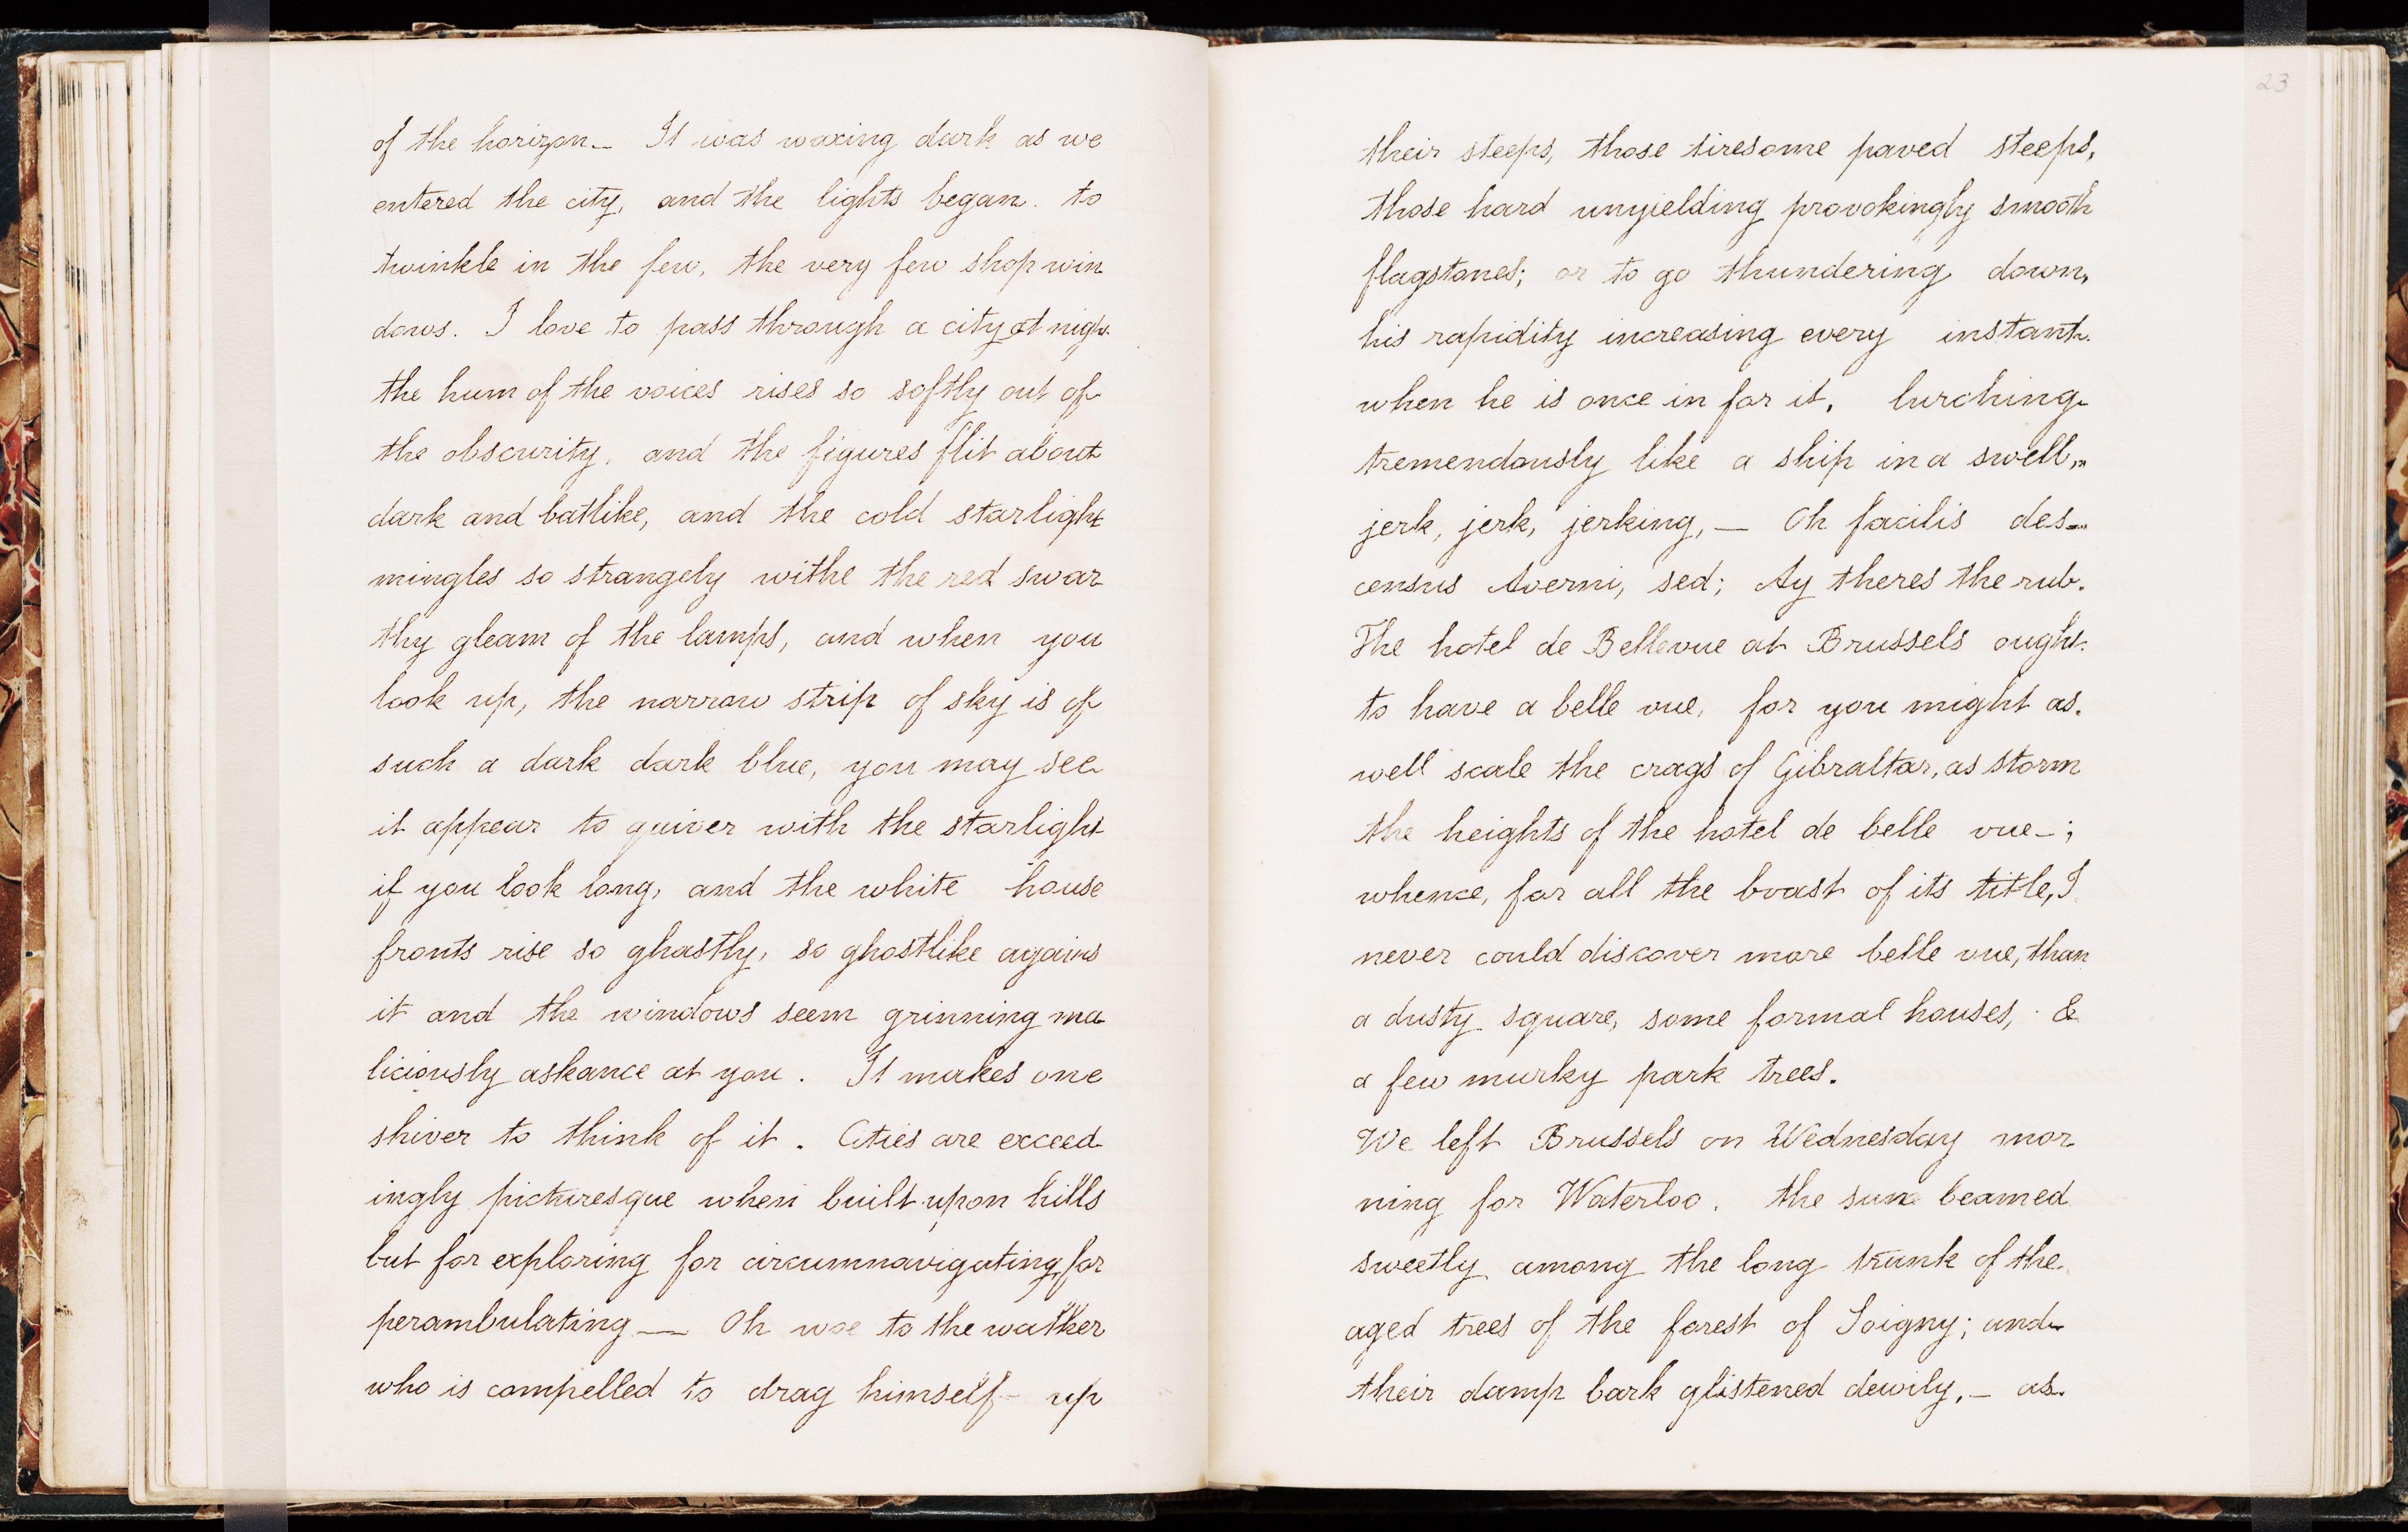 of the horizon_ It was waxing dark as we
entered the city, and the lights began. to
twinkle in the few, the very few shop win
dows. I love to pass through a city at nigh
the hum of the voices rises so softly out of
the obscurity, and the figures flit about
dark and batlike, and the cold starlight
mingles so strangely withe the red swar
thy gleam of the lamps, and when you
look up, the narrow strip of sky is of
such a dark dark blue, you may see
it appear to quiver with the starlight
if you look long, and the white house
fronts rise so ghastly, so ghostlike agains
it and the windows seem grinning ma
liciously askance at you. It makes one
shiver to think of it. Cities are exceed
ingly picturesque when built upon hills
but for exploring for circumnavigating, for
perambulating — Oh woe to the walker
who is compelled to drag himself up
23
their steeps, those tiresome paved steeps,
those hard unyielding provokingly smooth
flagstones; or to go thundering down,
his rapidity increasing every instant.
when he is once in for it, lurching
tremendously like a ship in a swell,
jerk, jerk, jerking, — Oh facilis des-
census Averni, sed; Ay theres the rub.
The hotel de Bellevue at Brussels ought
to have a belle vue, for you might as.
well scale the crags of Gibraltar, as storm
the heights of the hotel de belle vue-;
whence, for all the boast of its title, I
never could discover more belle vue, than
a dusty square, some formal houses, &
a few murky park trees.
We left Brussels on Wednesday mor
ning for Waterloo. the sun beamed
sweetly among the long trunk of the
aged trees of the forest of Soigny; and
their damp bark glistened dewily, – as